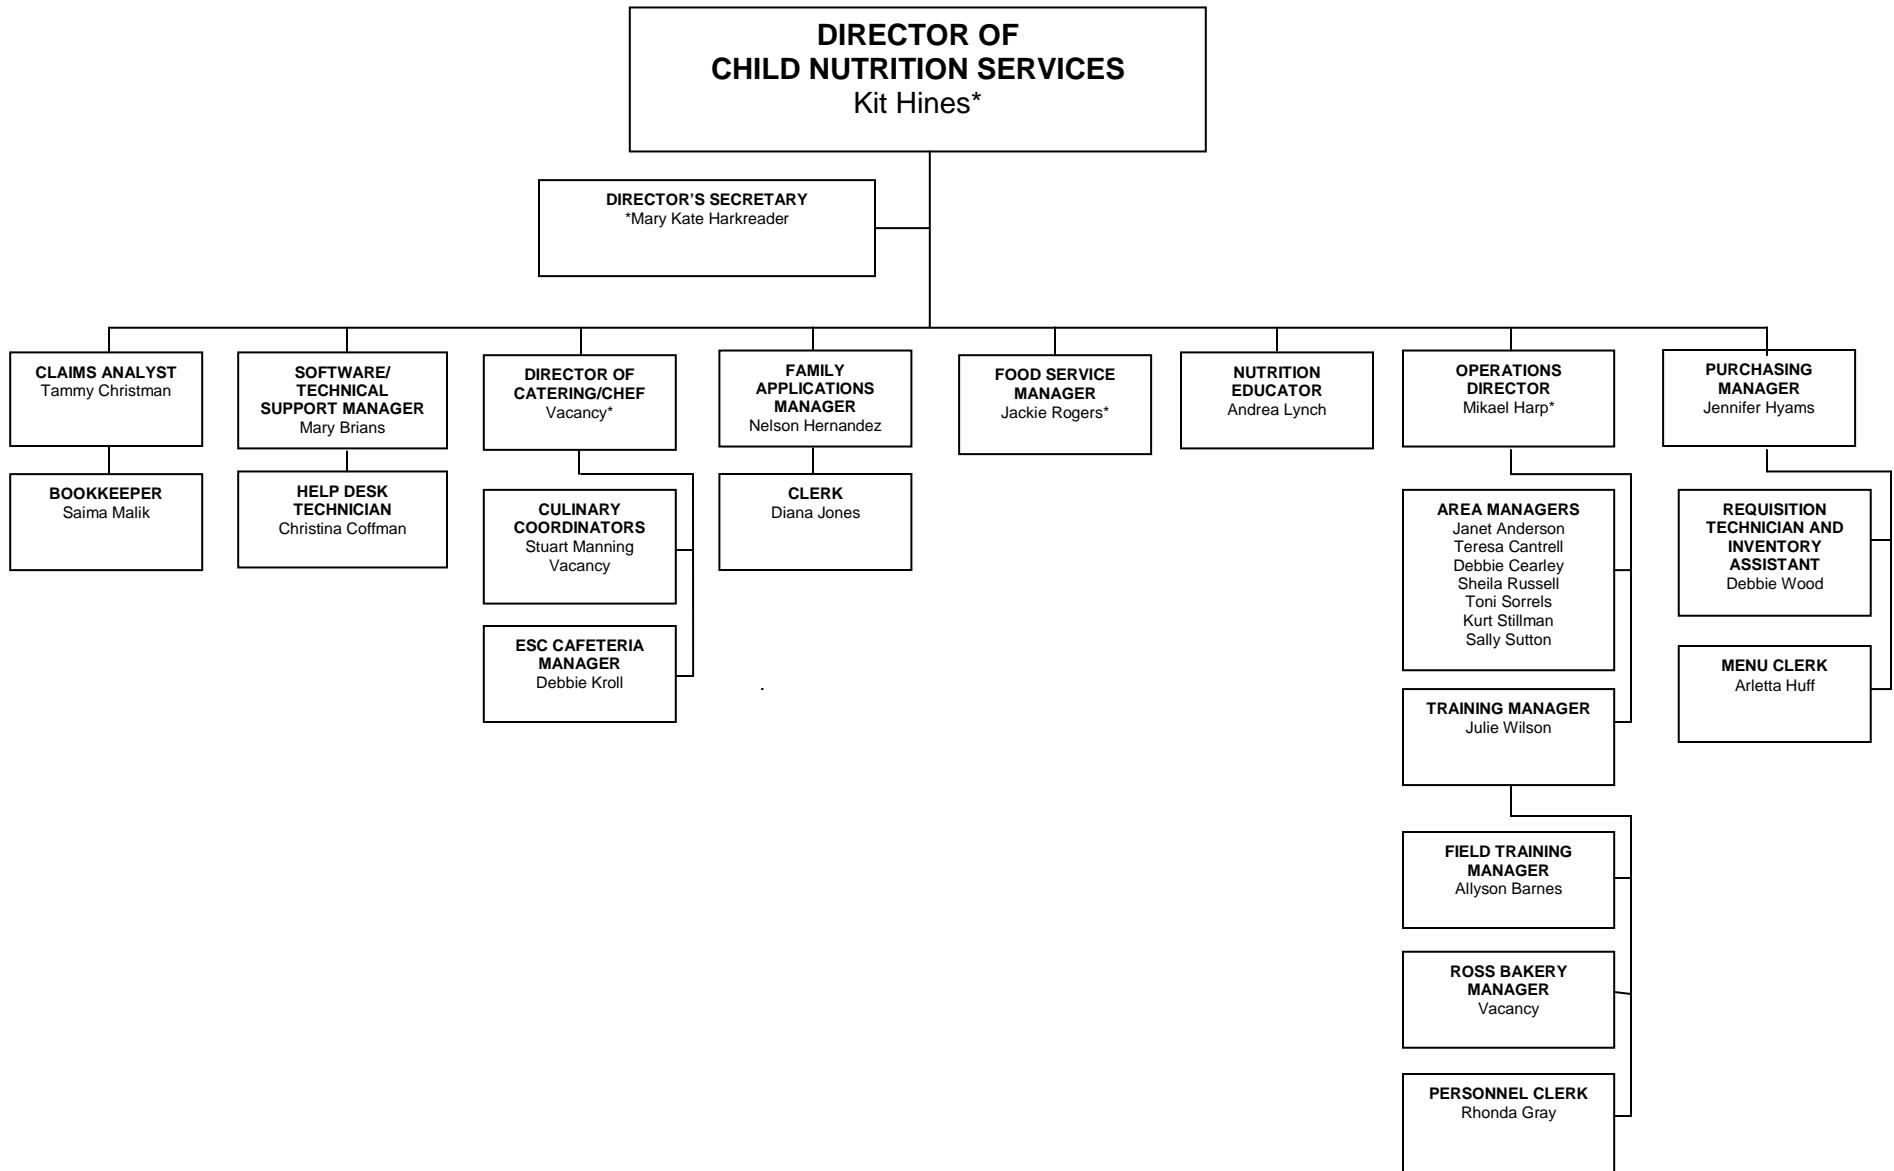 DIRECTOR OF
CHILD NUTRITION SERVICES
Kit Hines*
DIRECTOR’S SECRETARY
*Mary Kate Harkreader
CLAIMS ANALYST
Tammy Christman
SOFTWARE/
TECHNICAL
SUPPORT MANAGER
Mary Brians
DIRECTOR OF
CATERING/CHEF
Vacancy*
FAMILY
APPLICATIONS
MANAGER
Nelson Hernandez
FOOD SERVICE
MANAGER
Jackie Rogers*
NUTRITION
EDUCATOR
Andrea Lynch
OPERATIONS
DIRECTOR
Mikael Harp*
PURCHASING
MANAGER
Jennifer Hyams
BOOKKEEPER
Saima Malik
HELP DESK
TECHNICIAN
Christina Coffman
CULINARY
COORDINATORS
Stuart Manning
Vacancy
CLERK
Diana Jones
AREA MANAGERS
Janet Anderson
Teresa Cantrell
Debbie Cearley
Sheila Russell
Toni Sorrels
Kurt Stillman
Sally Sutton
REQUISITION
TECHNICIAN AND
INVENTORY
ASSISTANT
Debbie Wood
ESC CAFETERIA
MANAGER
Debbie Kroll
.
MENU CLERK
Arletta Huff
TRAINING MANAGER
Julie Wilson
FIELD TRAINING
MANAGER
Allyson Barnes
ROSS BAKERY
MANAGER
Vacancy
PERSONNEL CLERK
Rhonda Gray